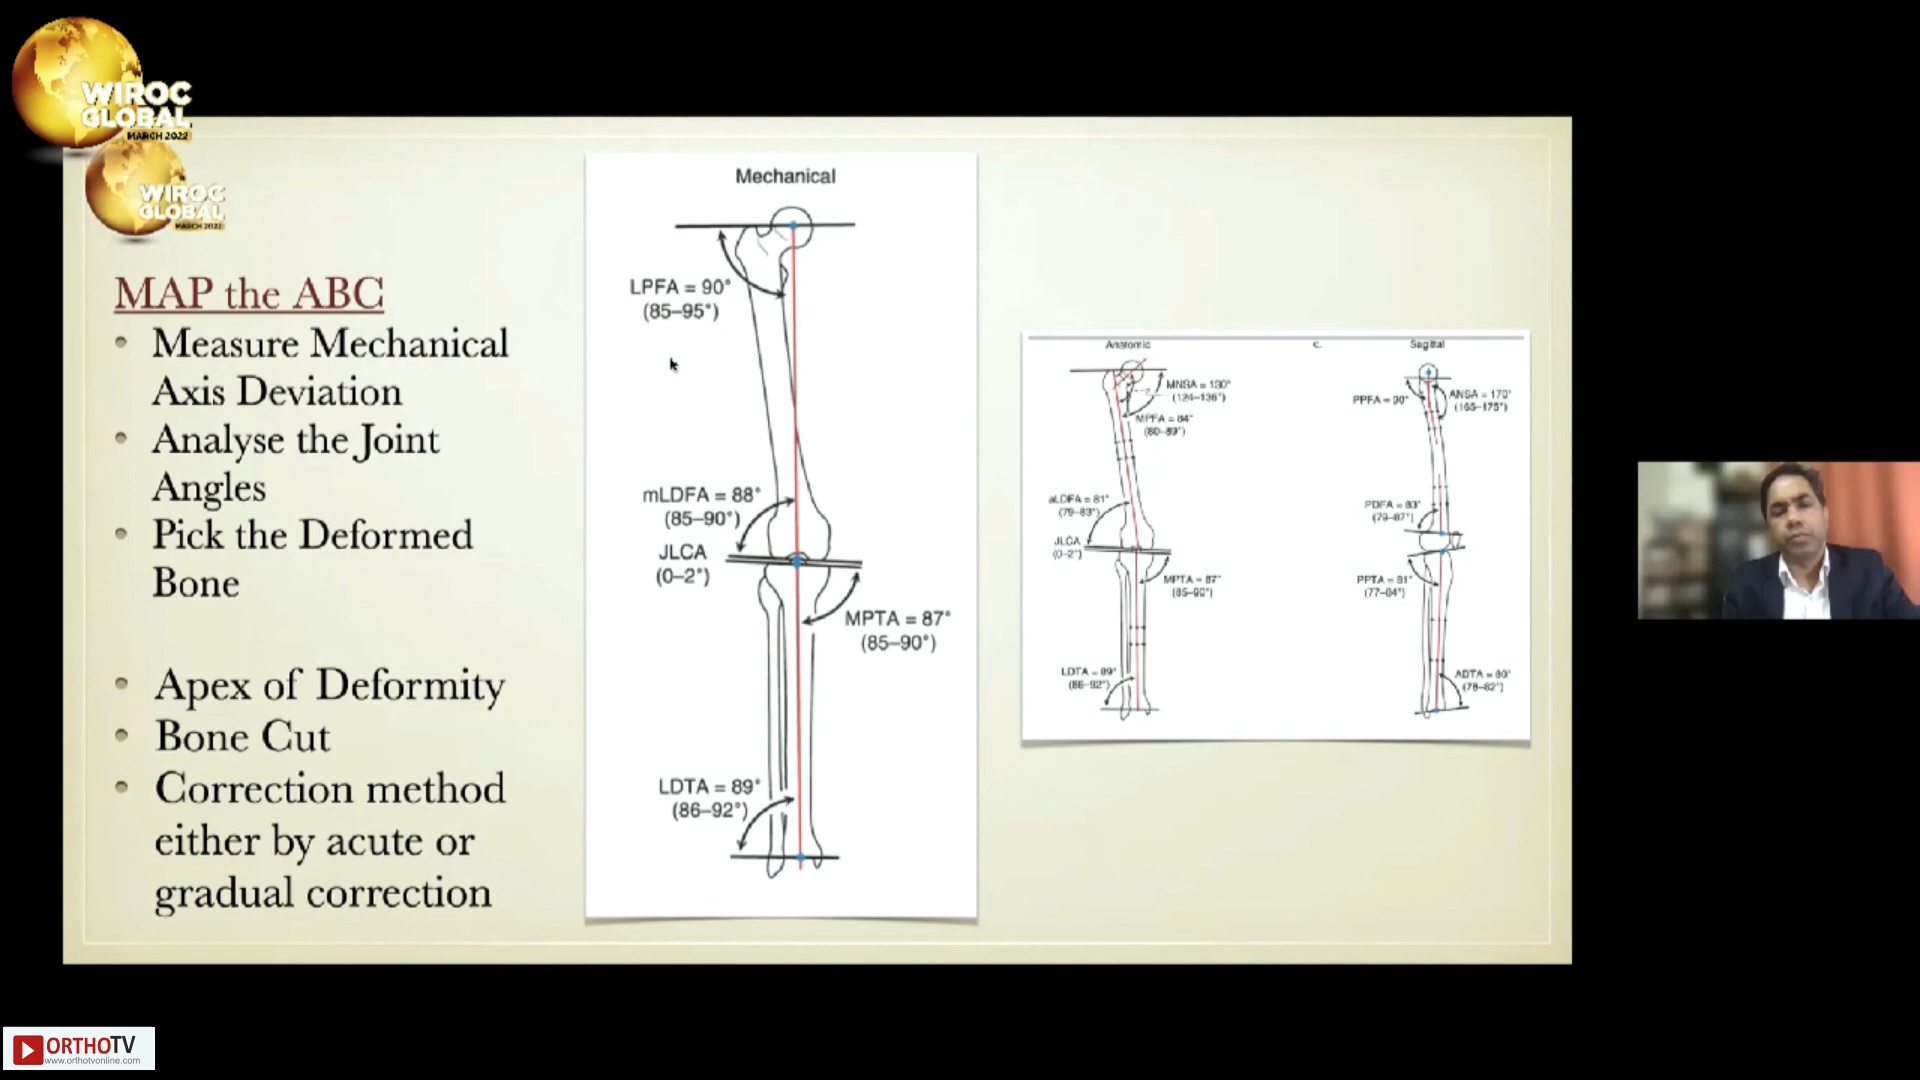 WIROC
GLOBAL
MARCH 2022
WIROC
GLOBAL
MARCH 2022
MAP the ABC
• Measure Mechanical
Axis Deviation
• Analyse the Joint
Angles
• Pick the Deformed
Bone
• Apex of Deformity
• Bone Cut
• Correction method
either by acute or
gradual correction
Mechanical
LPFA = 90°
(85–95°)
mLDFA = 88°
(85–90°)
JLCA
(0–2°)
MPTA = 87°
(85–90°)
LDTA = 89°
(86–92°)
Anatomic
MNSA = 130°
(124–136°)
MPFA = 84°
(80–89°)
aLDFA = 81°
(79–83°)
JLCA
(0–2°)
MPTA = 87°
(85–90°)
LDTA = 89°
(86–92°)
c.
Sagittal
PPFA = 90°
ANSA = 170°
(165–175°)
PDFA = 83°
(79–87°)
PPTA = 81°
(77–84°)
ADTA = 80°
(78–82°)
ORTHOTV
www.orthotvonline.com